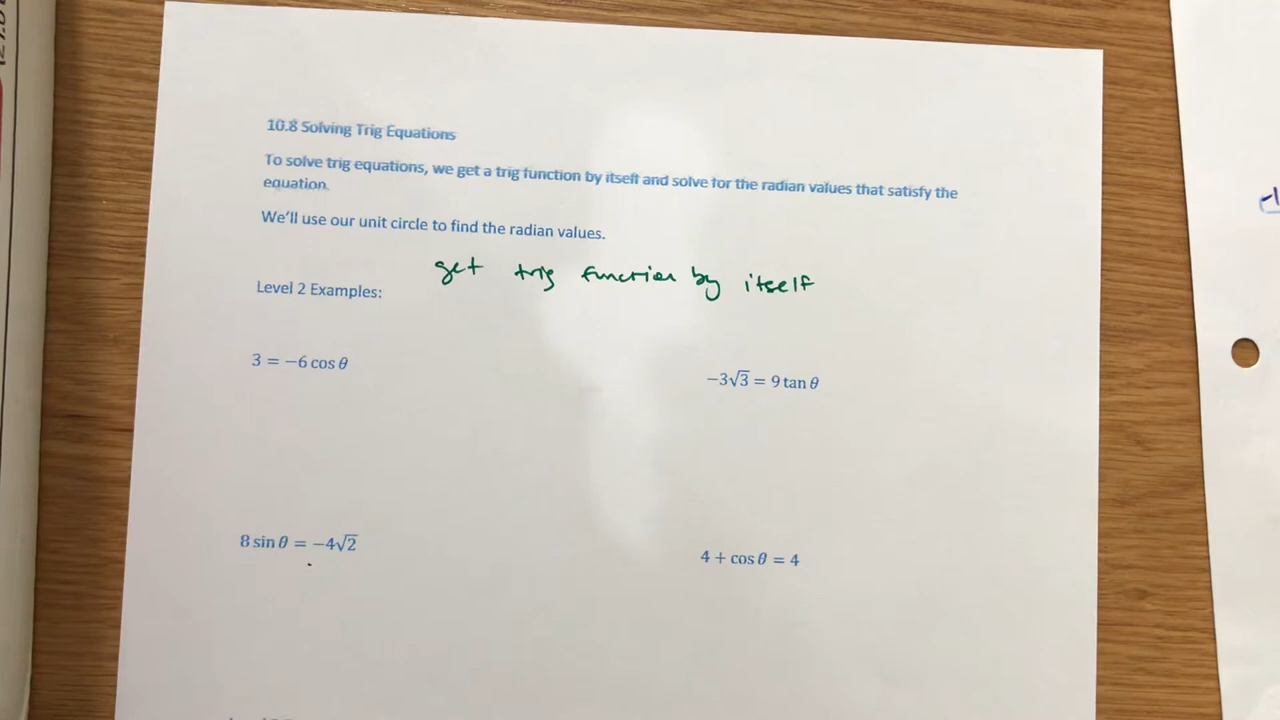 10.8 Solving Trig Equations
To solve trig equations, we get a trig function by itself and solve for the radian values that satisfy the
equation.
We'll use our unit circle to find the radian values.
get trig function by itself
Level 2 Examples:
3 = −6 cos θ
−3√3 = 9 tan θ
8 sin θ = −4√2
4 + cos θ = 4